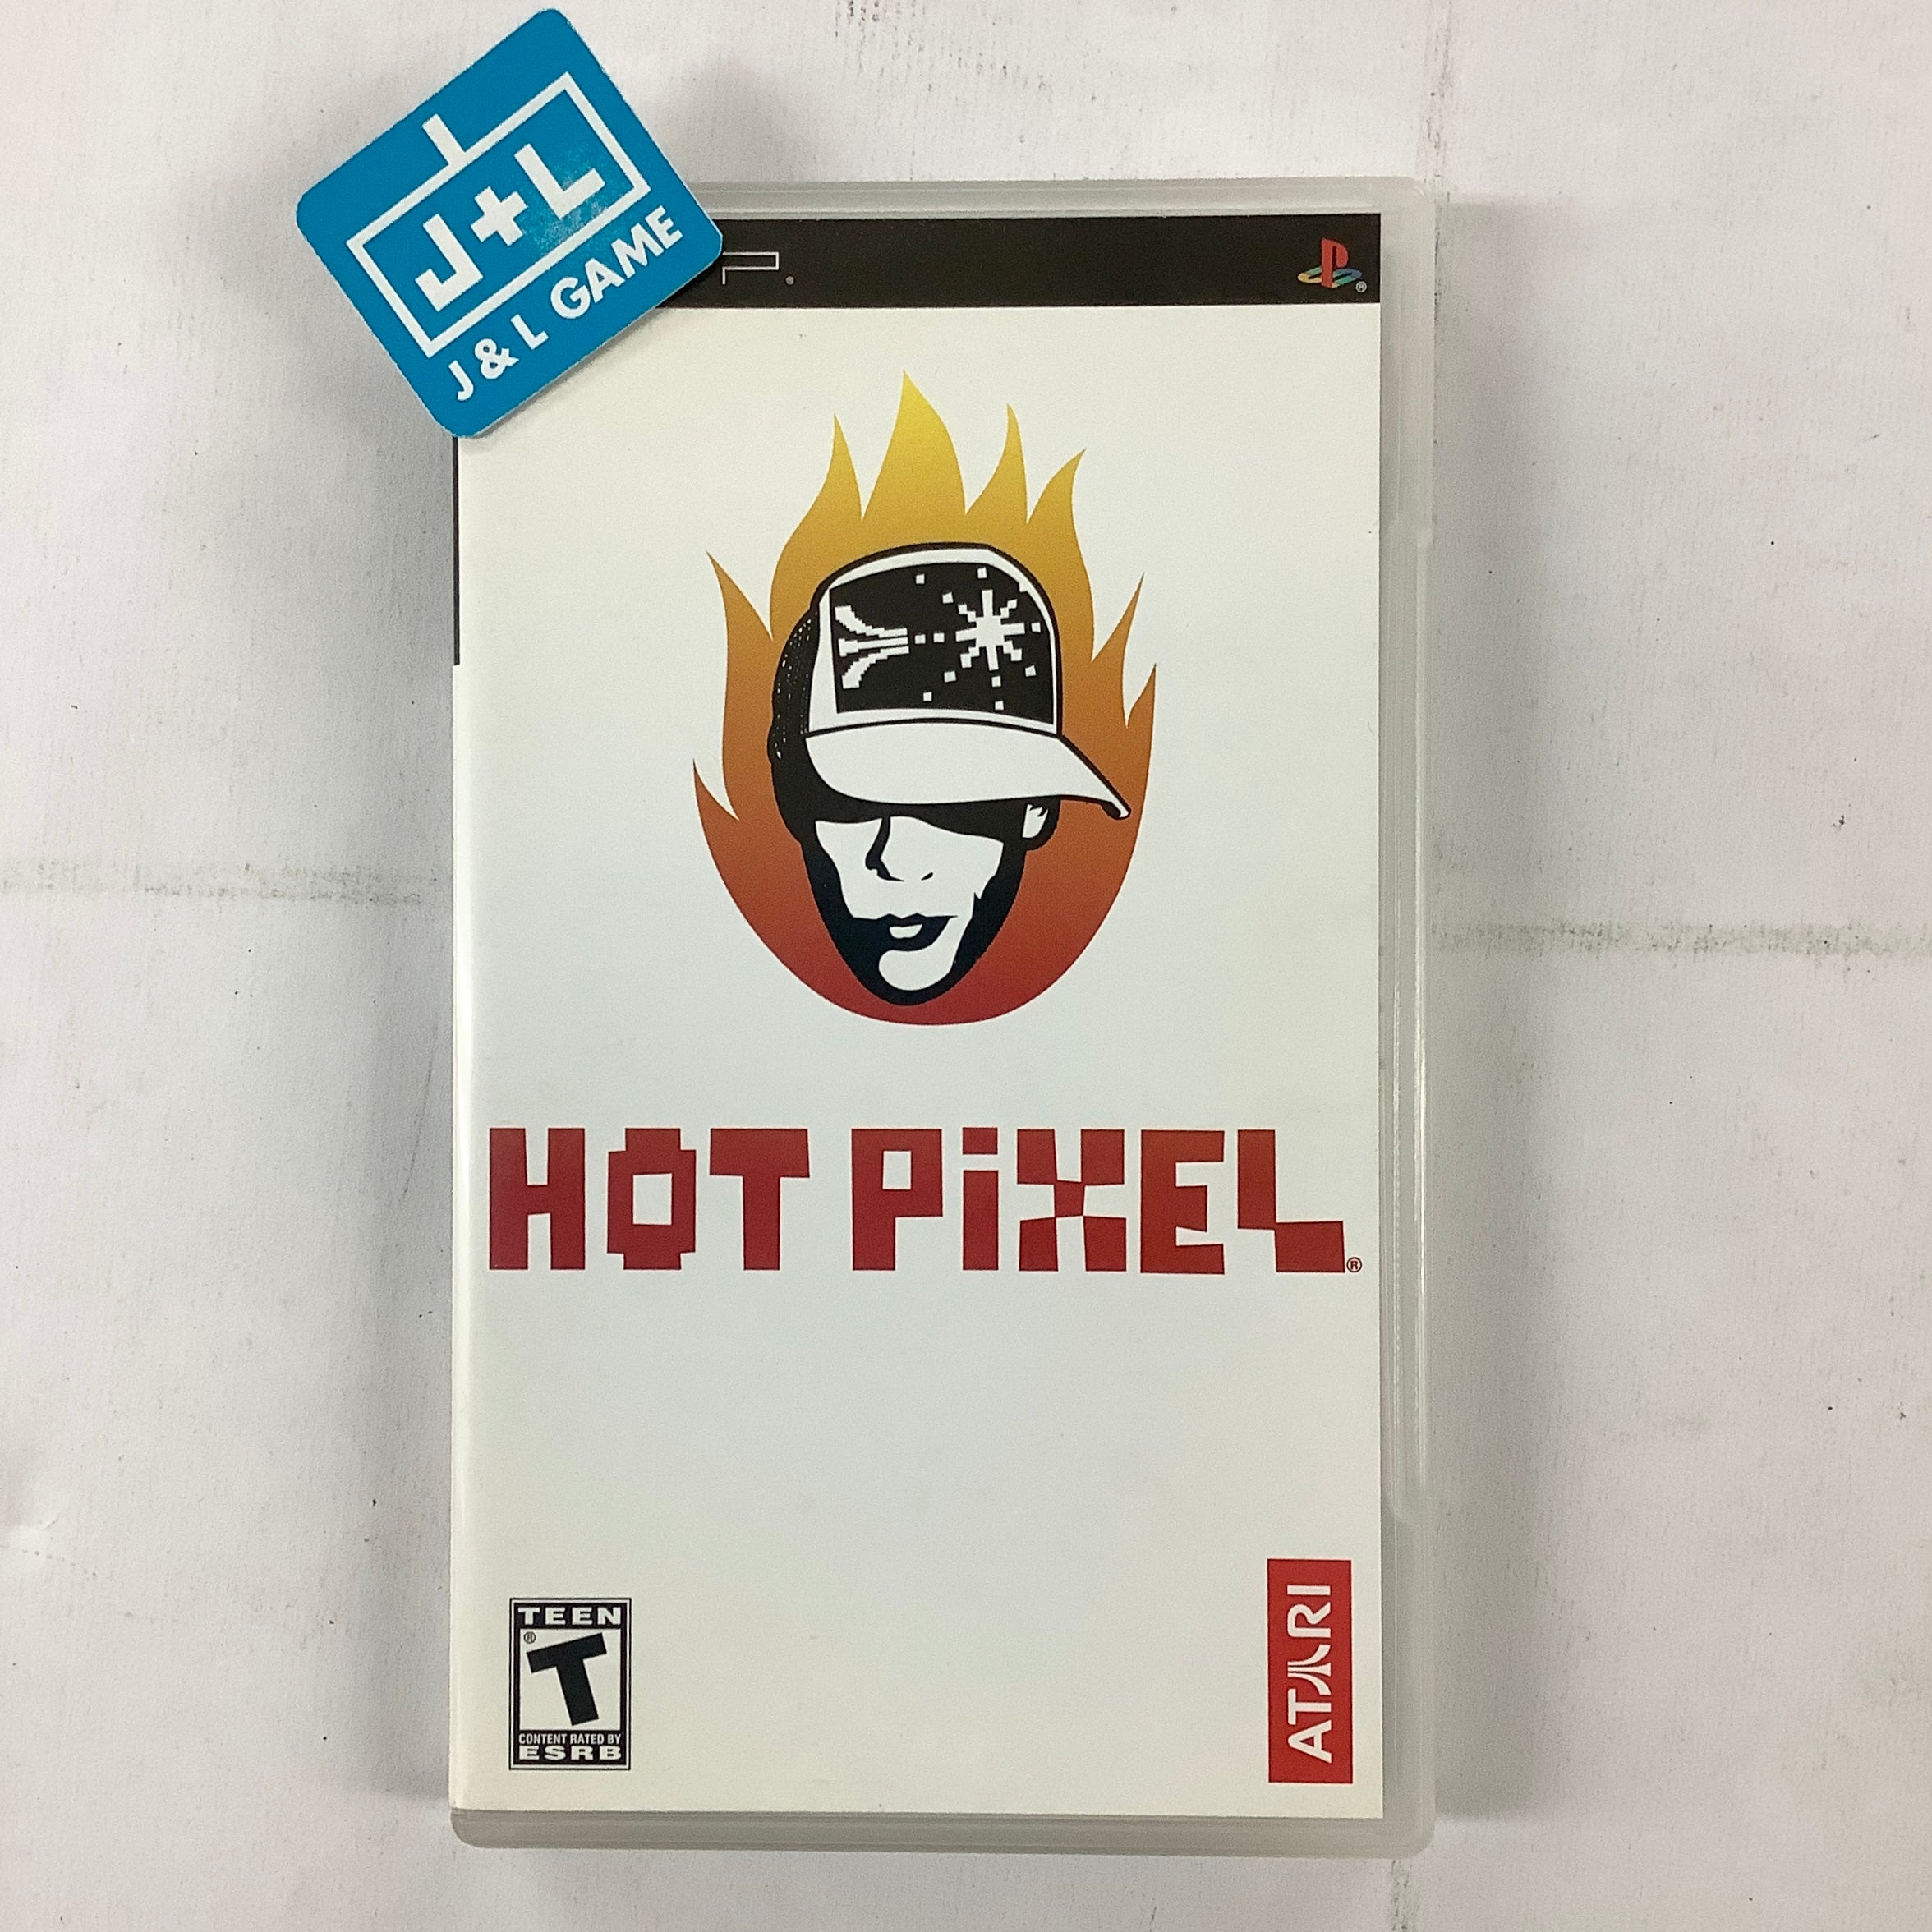 J+L
J & L GAME
HOT PiXEL®
TEEN
®
T
CONTENT RATED BY
ESRB
ATARI